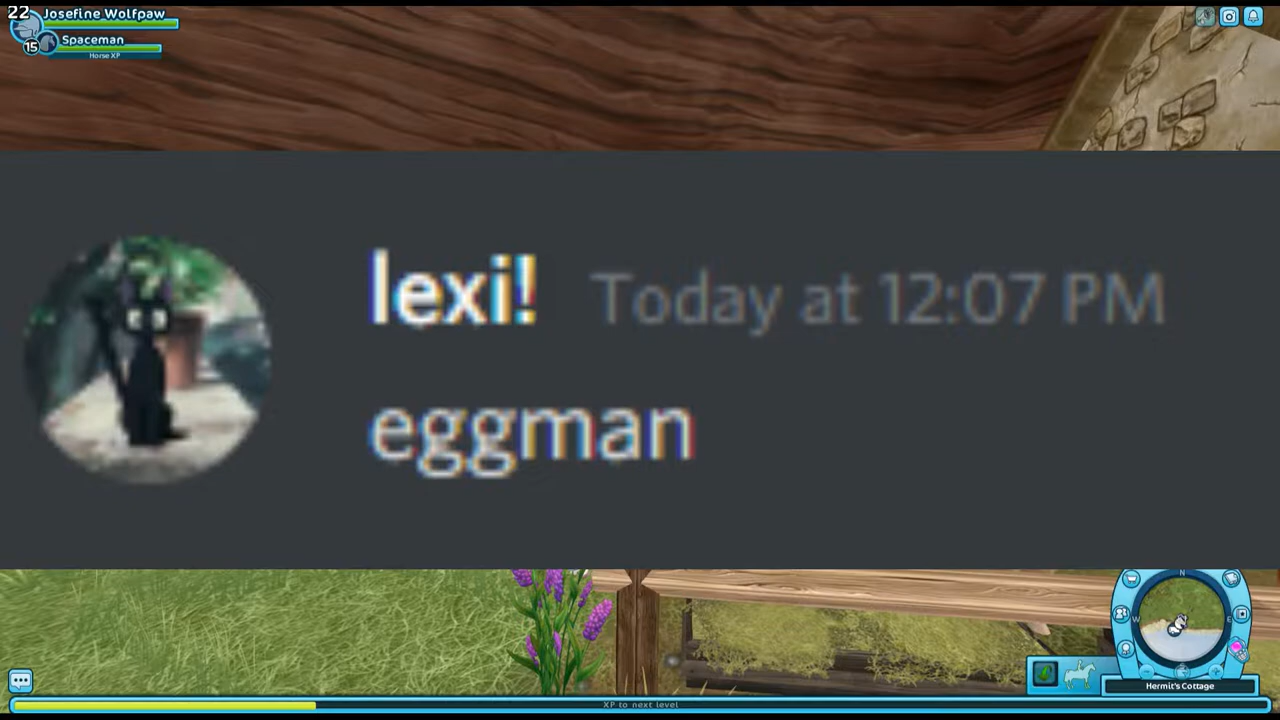 22
Josefine Wolfpaw
15
Spaceman
Horse XP
lexi! Today at 12:07 PM
eggman
N
W
E
Hermit's Cottage
XP to next level